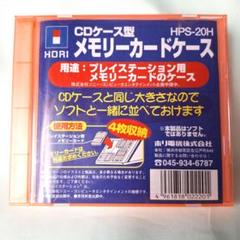 HORI
CDケース型
HPS-20H
メモリーカードケース
用途:プレイステーション用
メモリーカードのケース
CDケースと同じ大きさなので
ソフトと一緒に並べておけます
使用方法
4枚収納
※本製品はソフト
ではありません。
ホリ電機株式会社
☎045-934-6787
4961818022201